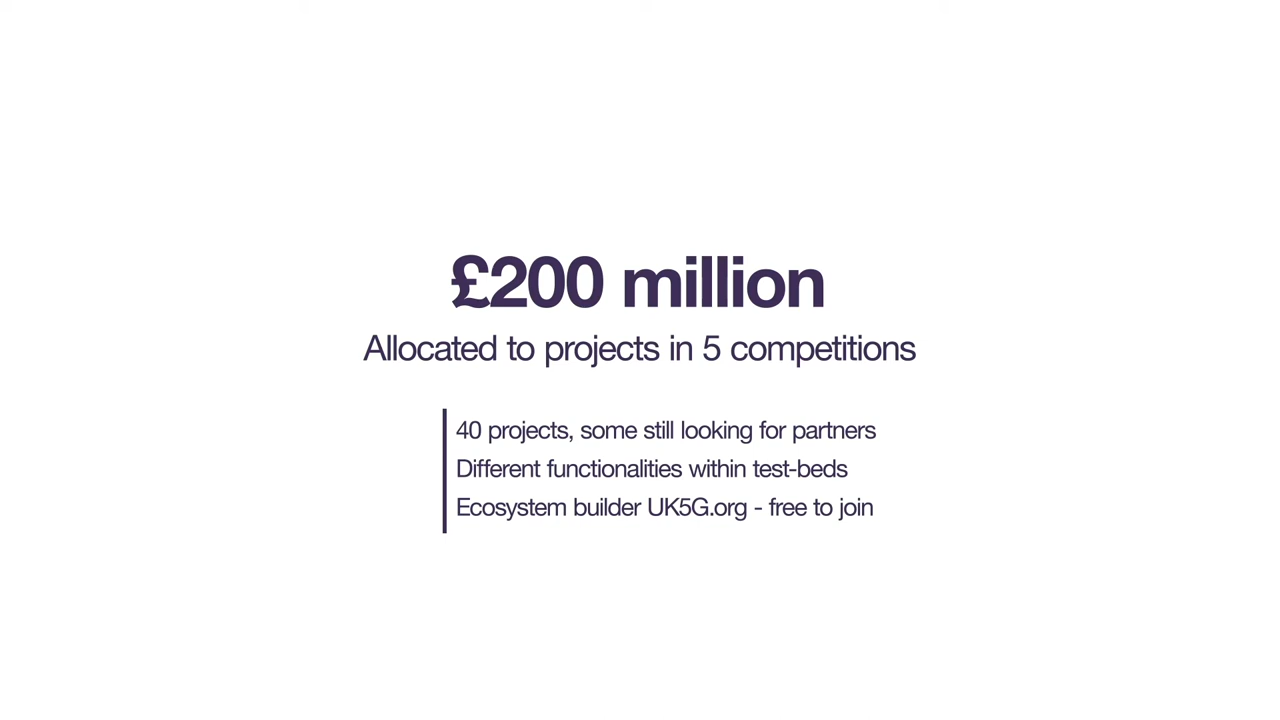 £200 million
Allocated to projects in 5 competitions
40 projects, some still looking for partners
Different functionalities within test-beds
Ecosystem builder UK5G.org - free to join